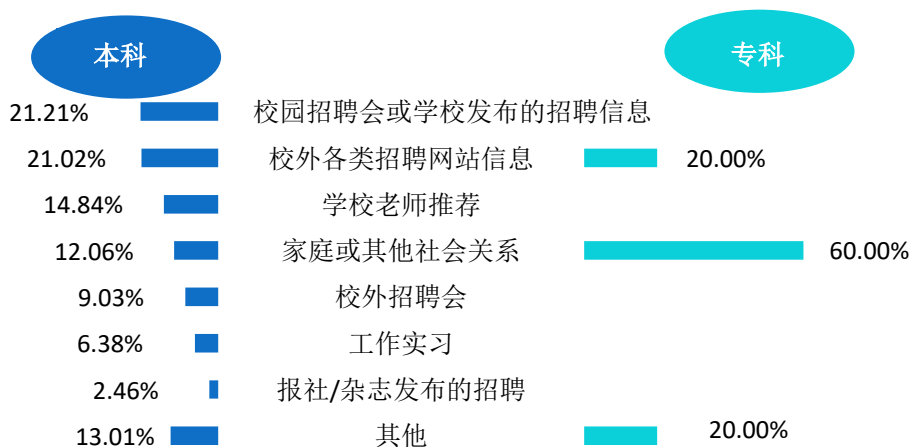 本科 专科
21.21% 校园招聘会或学校发布的招聘信息
21.02% 校外各类招聘网站信息 20.00%
14.84% 学校老师推荐
12.06% 家庭或其他社会关系 60.00%
9.03% 校外招聘会
6.38% 工作实习
2.46% 报社/杂志发布的招聘
13.01% 其他 20.00%